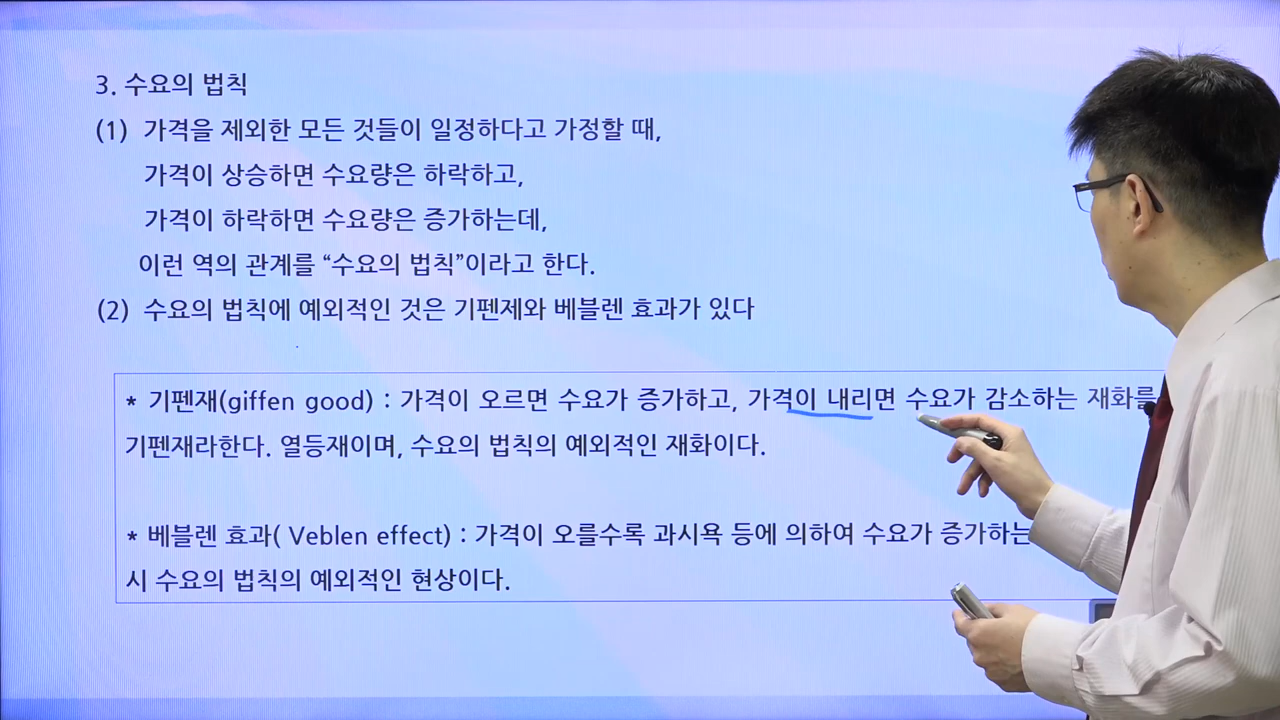 3. 수요의 법칙
(1) 가격을 제외한 모든 것들이 일정하다고 가정할 때,
가격이 상승하면 수요량은 하락하고,
가격이 하락하면 수요량은 증가하는데,
이런 역의 관계를 “수요의 법칙”이라고 한다.
(2) 수요의 법칙에 예외적인 것은 기펜제와 베블렌 효과가 있다
* 기펜재(giffen good) : 가격이 오르면 수요가 증가하고, 가격이 내리면 수요가 감소하는 재화를
기펜재라한다. 열등재이며, 수요의 법칙의 예외적인 재화이다.
* 베블렌 효과( Veblen effect) : 가격이 오를수록 과시욕 등에 의하여 수요가 증가하는
시 수요의 법칙의 예외적인 현상이다.